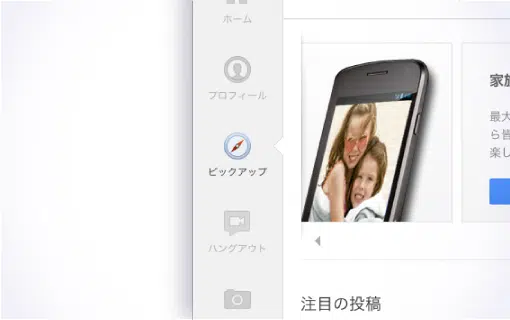 ホーム
プロフィール
ピックアップ
ハングアウト
家族
最大
ら皆
楽し
注目の投稿